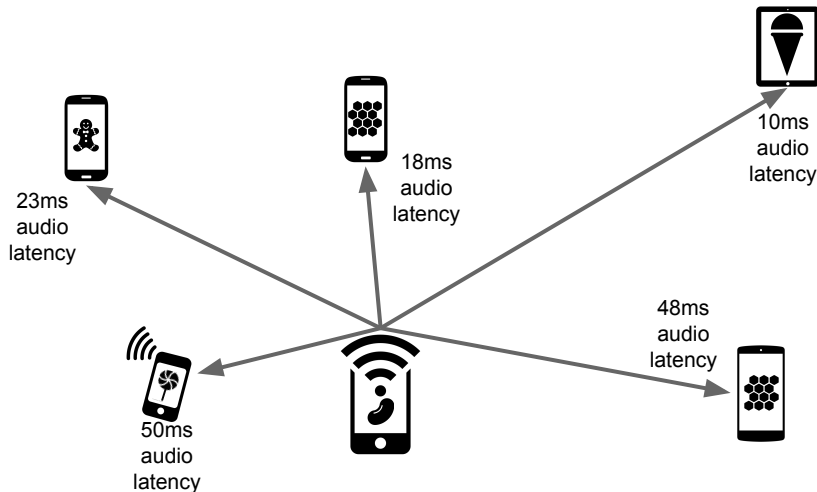 10ms
audio
latency
18ms
audio
latency
23ms
audio
latency
48ms
audio
latency
50ms
audio
latency